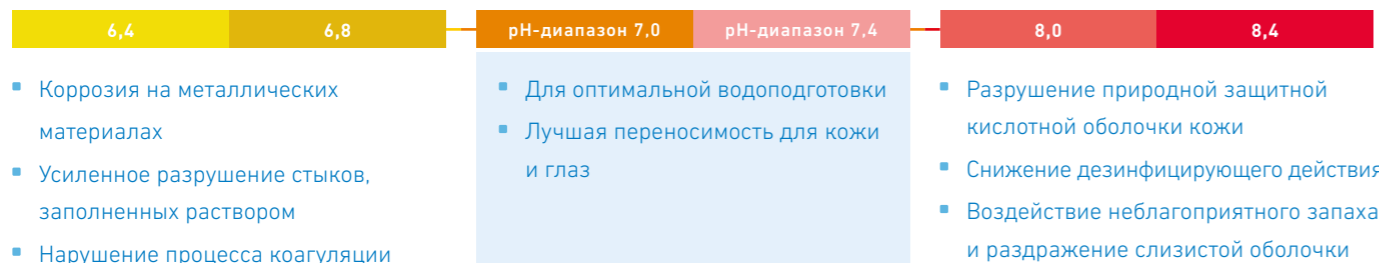 6,4 6,8 pH-диапазон 7,0 pH-диапазон 7,4 8,0 8,4
Коррозия на металлических
материалах
Усиленное разрушение стыков,
заполненных раствором
Нарушение процесса коагуляции
Для оптимальной водоподготовки
Лучшая переносимость для кожи
и глаз
Разрушение природной защитной
кислотной оболочки кожи
Снижение дезинфицирующего действия
Воздействие неблагоприятного запаха
и раздражение слизистой оболочки